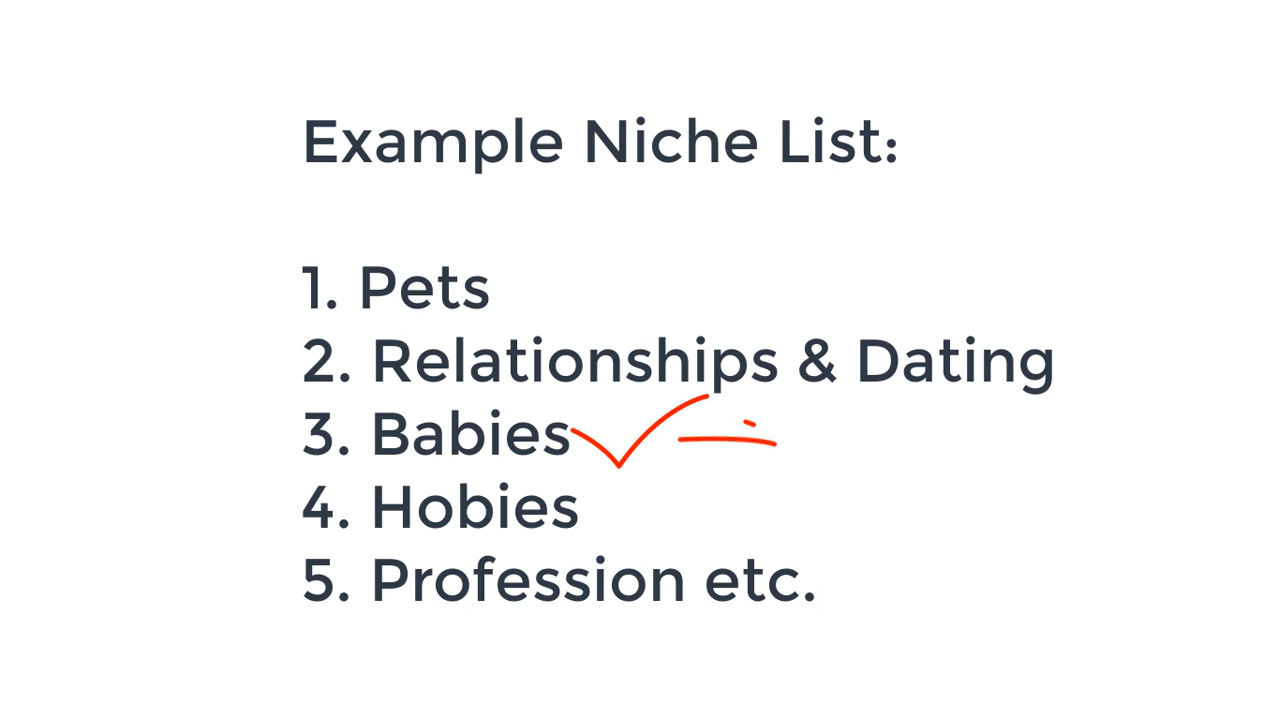 Example Niche List:
1. Pets
2. Relationships & Dating
3. Babies
4. Hobies
5. Profession etc.